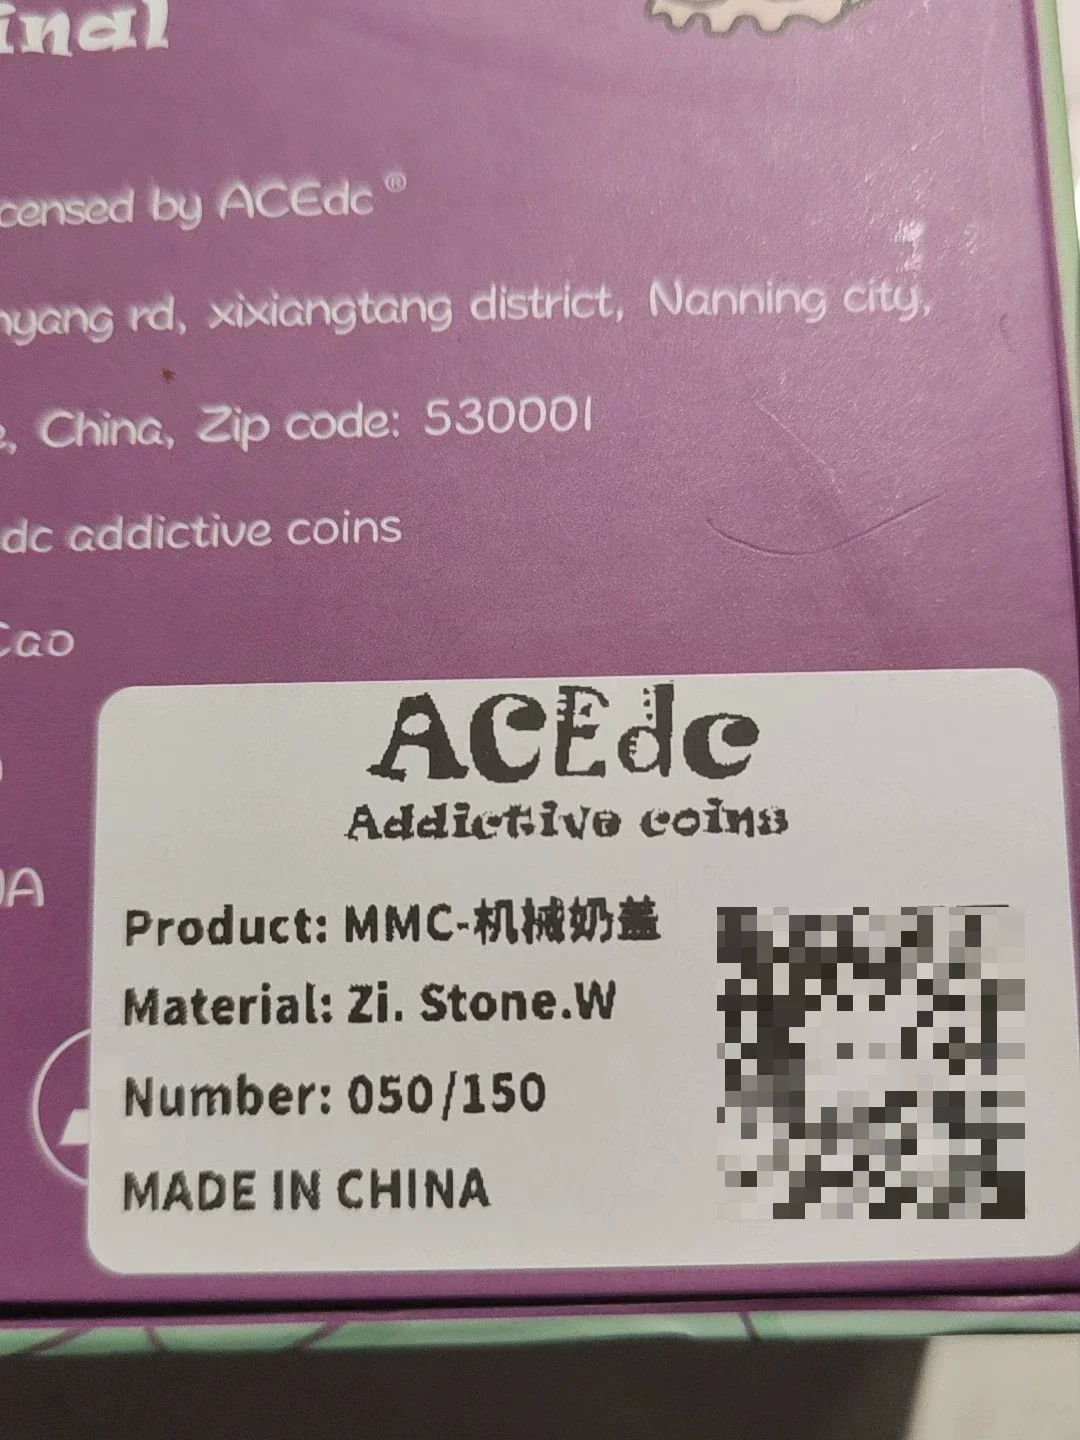 inal
censed by ACEdc®
nyang rd, xixiangtang district, Nanning city,
e, China, Zip code: 530001
dc addictive coins
Cao
ACEdc
Addictive coins
Product: MMC-机械奶盖
Material: Zi. Stone.W
Number: 050/150
MADE IN CHINA